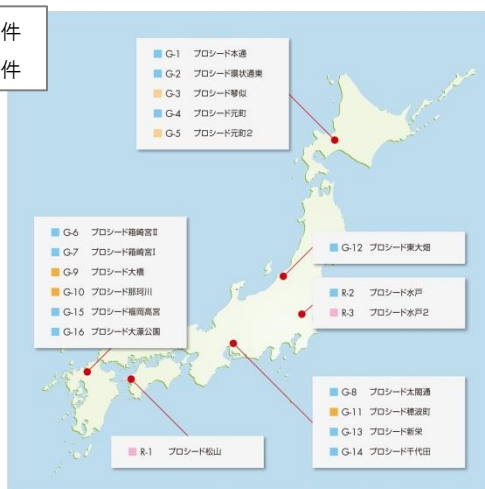 件
件
G-1 プロシード本通
G-2 プロシード環状通東
G-3 プロシード琴似
G-4 プロシード元町
G-5 プロシード元町2
G-6 プロシード箱崎宮Ⅱ
G-7 プロシード箱崎宮Ⅰ
G-9 プロシード大橋
G-10 プロシード那珂川
G-15 プロシード福岡高宮
G-16 プロシード大濠公園
G-12 プロシード東大畑
R-2 プロシード水戸
R-3 プロシード水戸2
G-8 プロシード太閤通
G-11 プロシード穂波町
G-13 プロシード新栄
G-14 プロシード千代田
R-1 プロシード松山